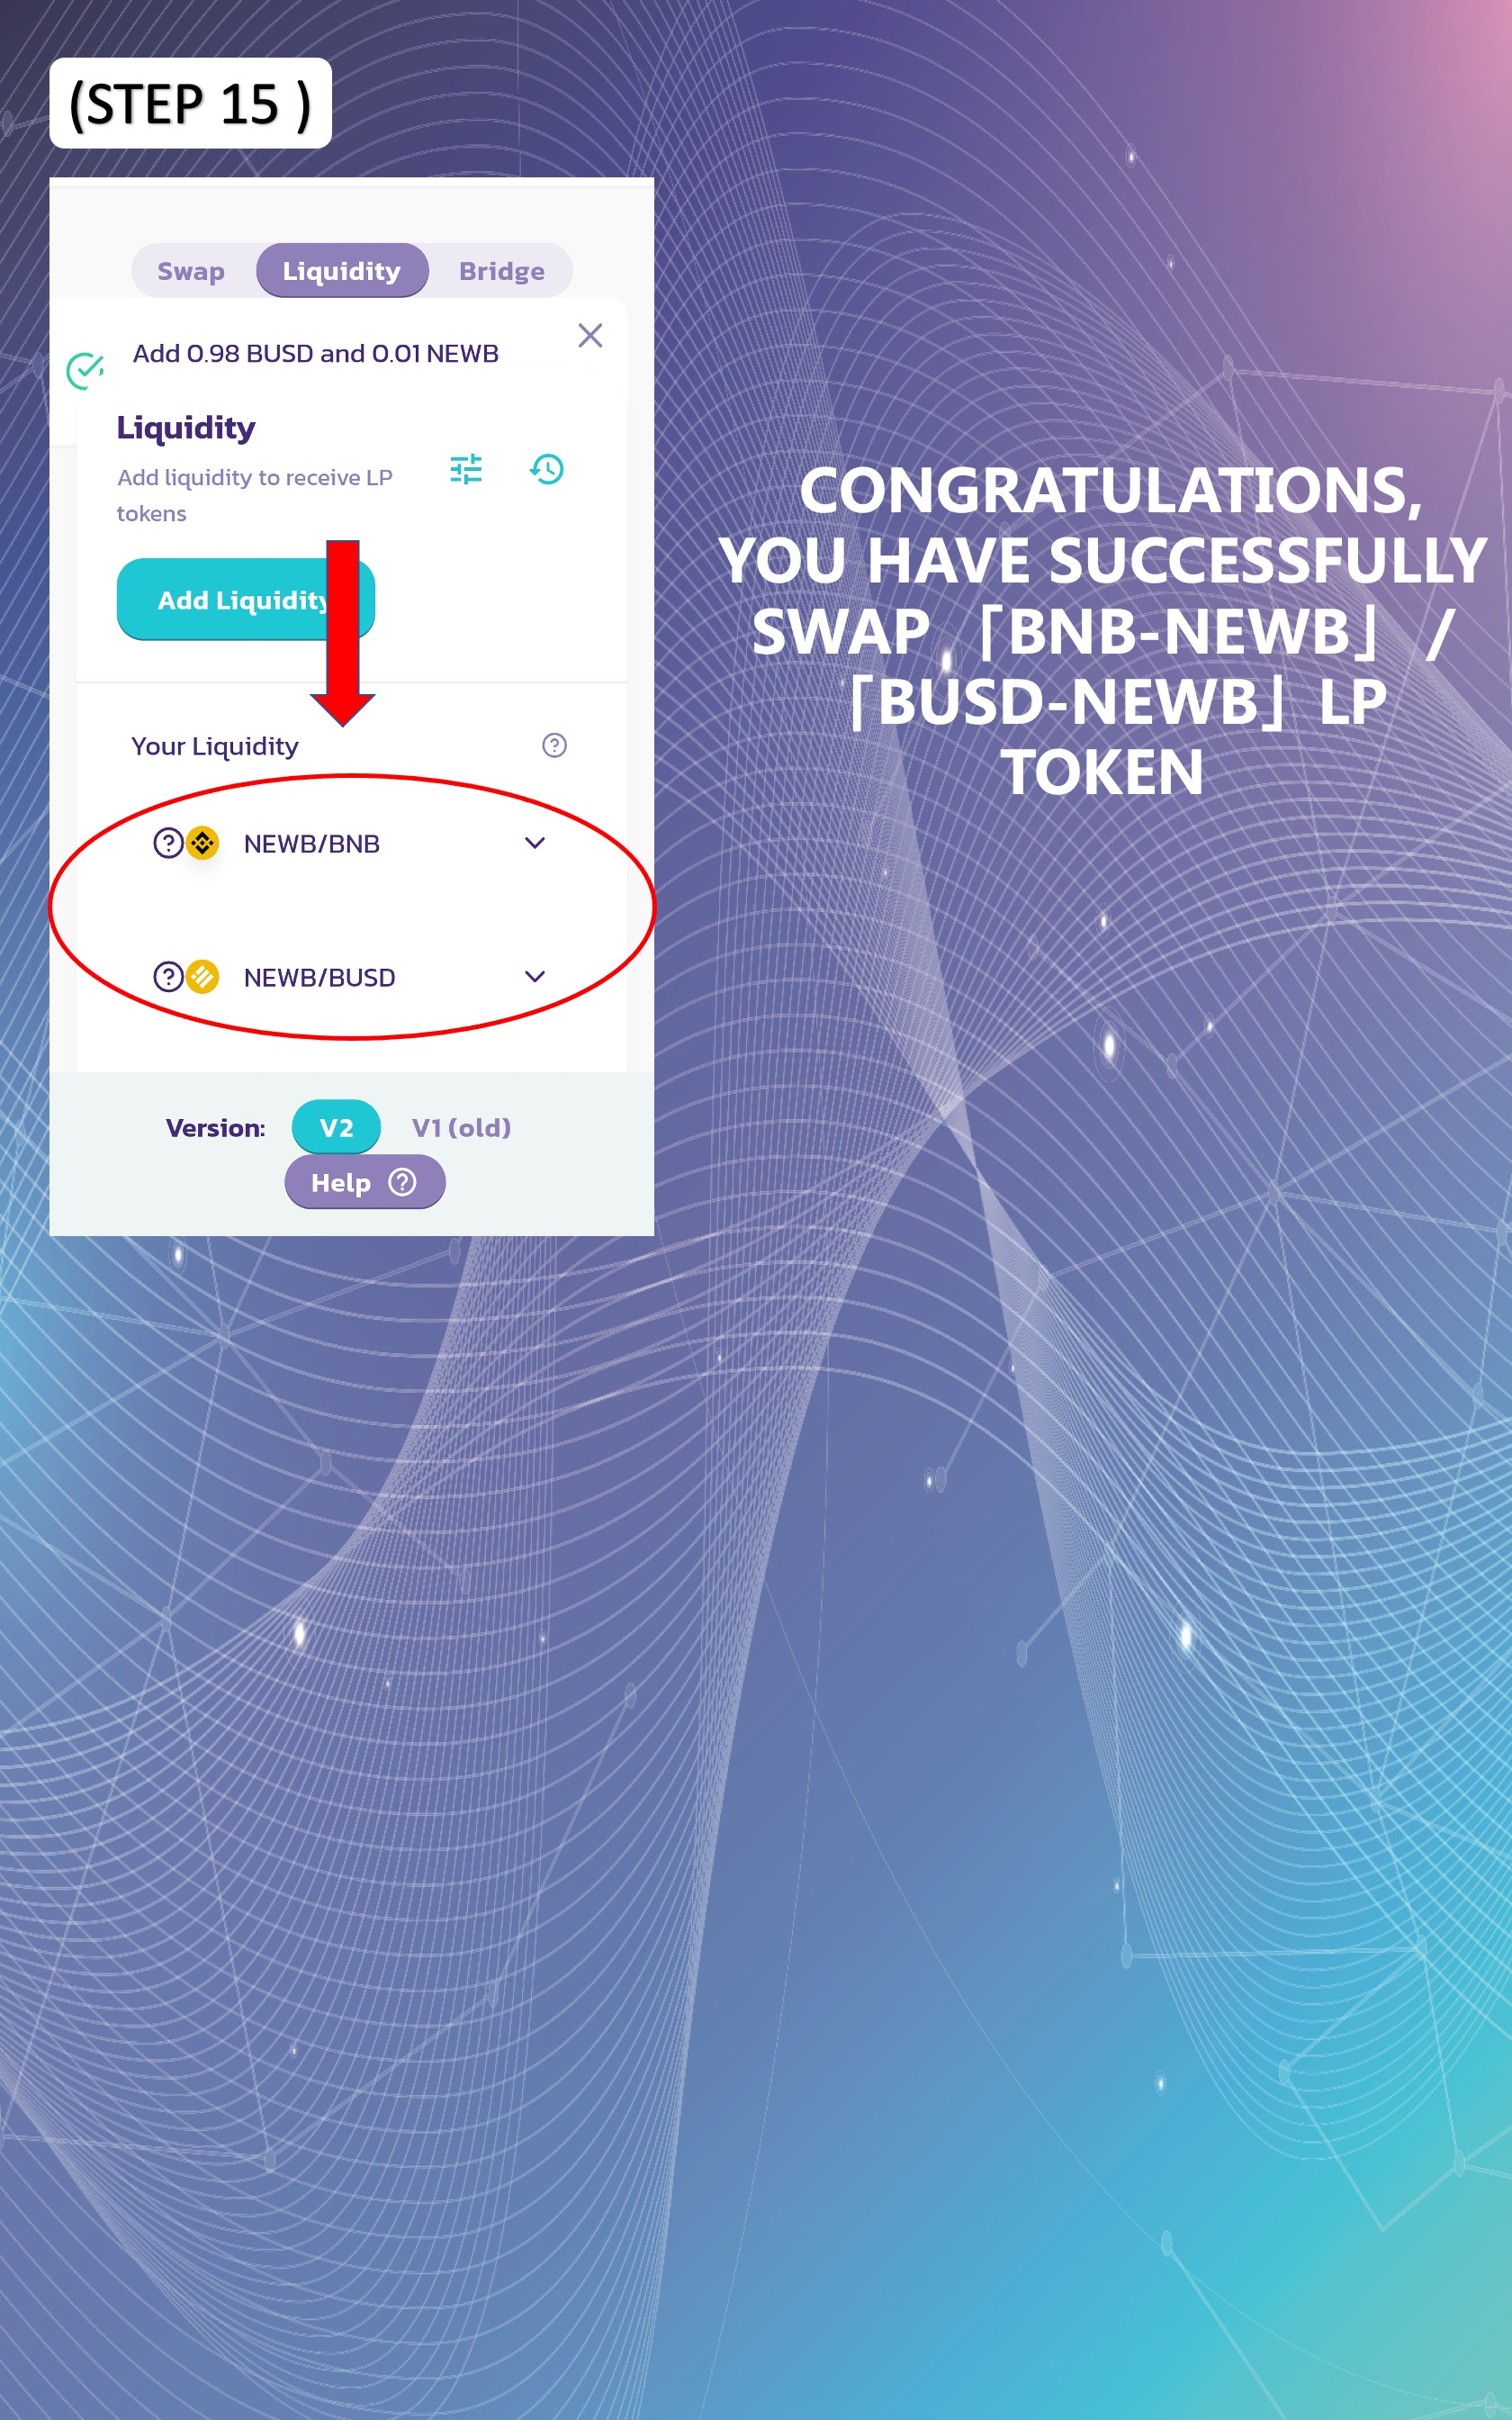 (STEP 15 )
Swap Liquidity Bridge
Add 0.98 BUSD and 0.01 NEWB
Liquidity
Add liquidity to receive LP
tokens
Add Liquidity
Your Liquidity
NEWB/BNB
NEWB/BUSD
Version: V2 V1 (old)
Help
CONGRATULATIONS,
YOU HAVE SUCCESSFULLY
SWAP「BNB-NEWB」/
「BUSD-NEWB」LP
TOKEN